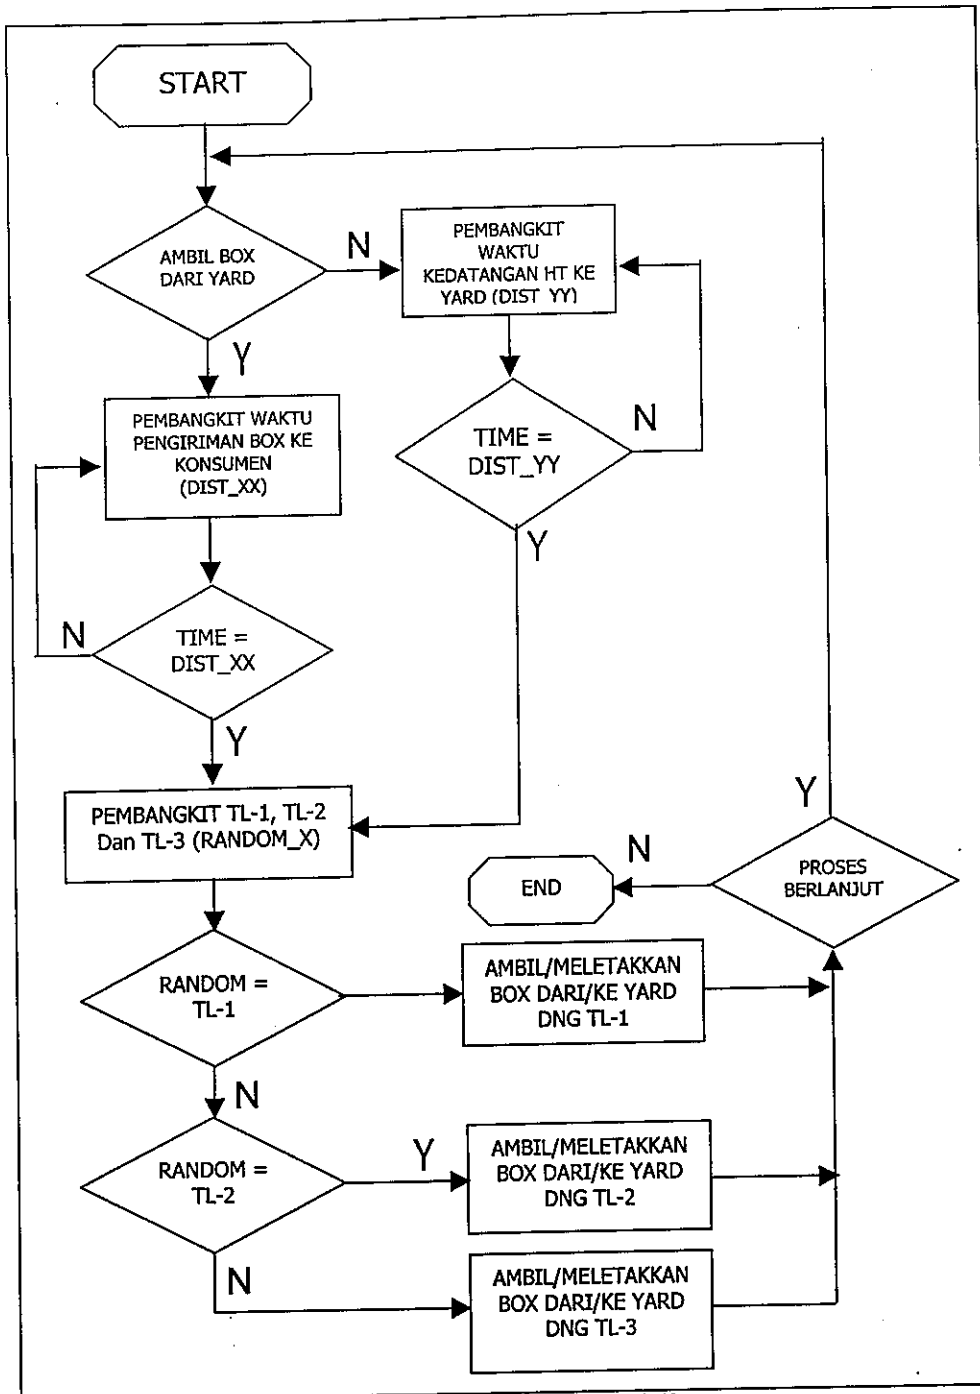 START
AMBIL BOX
DARI YARD
N
PEMBANGKIT
WAKTU
KEDATANGAN HT KE
YARD (DIST_YY)
Y
PEMBANGKIT WAKTU
PENGIRIMAN BOX KE
KONSUMEN
(DIST_XX)
TIME =
DIST_YY
N
Y
N
TIME =
DIST_XX
Y
PEMBANGKIT TL-1, TL-2
Dan TL-3 (RANDOM_X)
Y
PROSES
BERLANJUT
N
END
RANDOM =
TL-1
AMBIL/MELETAKKAN
BOX DARI/KE YARD
DNG TL-1
N
RANDOM =
TL-2
Y
AMBIL/MELETAKKAN
BOX DARI/KE YARD
DNG TL-2
N
AMBIL/MELETAKKAN
BOX DARI/KE YARD
DNG TL-3